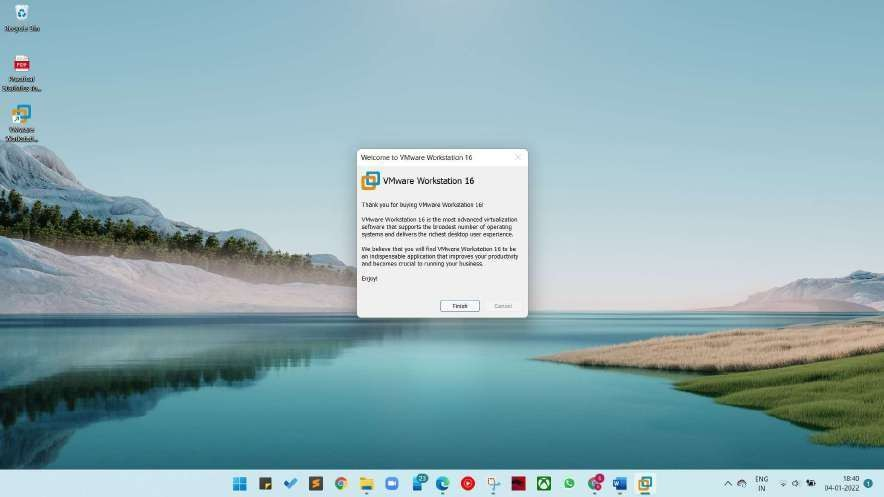 Recycle Bin
PDF
Practical
Statistics fo...
VMware
Workstati...
Welcome to VMware Workstation 16
VMware Workstation 16
Thank you for buying VMware Workstation 16!
VMware Workstation 16 is the most advanced virtualization
software that supports the broadest number of operating
systems and delivers the richest desktop user experience.
We believe that you will find VMware Workstation 16 to be
an indispensable application that improves your productivity
and becomes crucial to running your business.
Enjoy!
Finish
Cancel
ENG
IN
18:40
04-01-2022
1